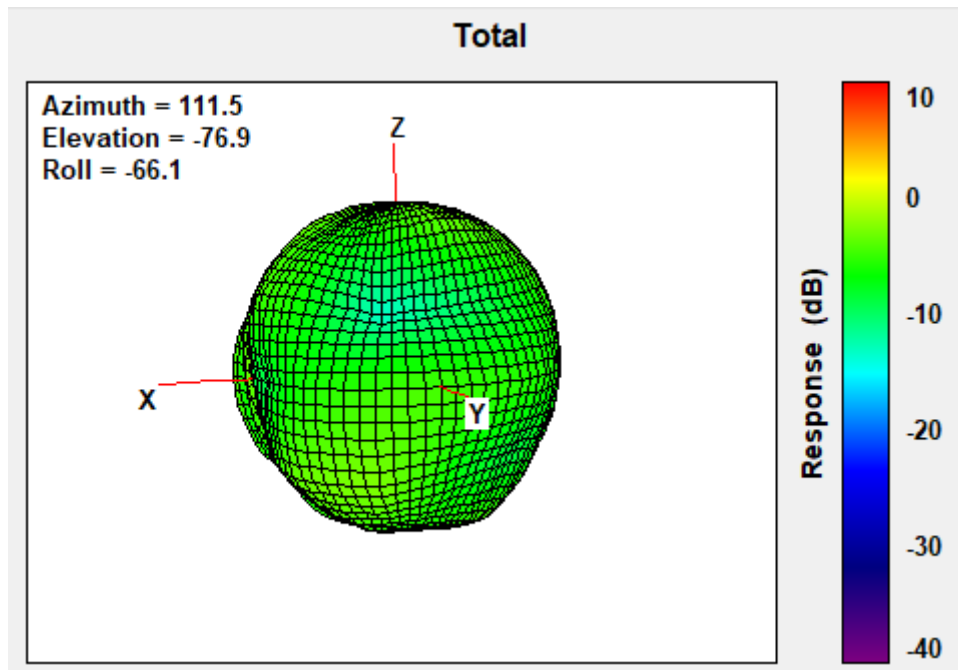 Total
Azimuth = 111.5
Elevation = -76.9
Roll = -66.1
Z
X
Y
10
0
-10
-20
-30
-40
Response (dB)